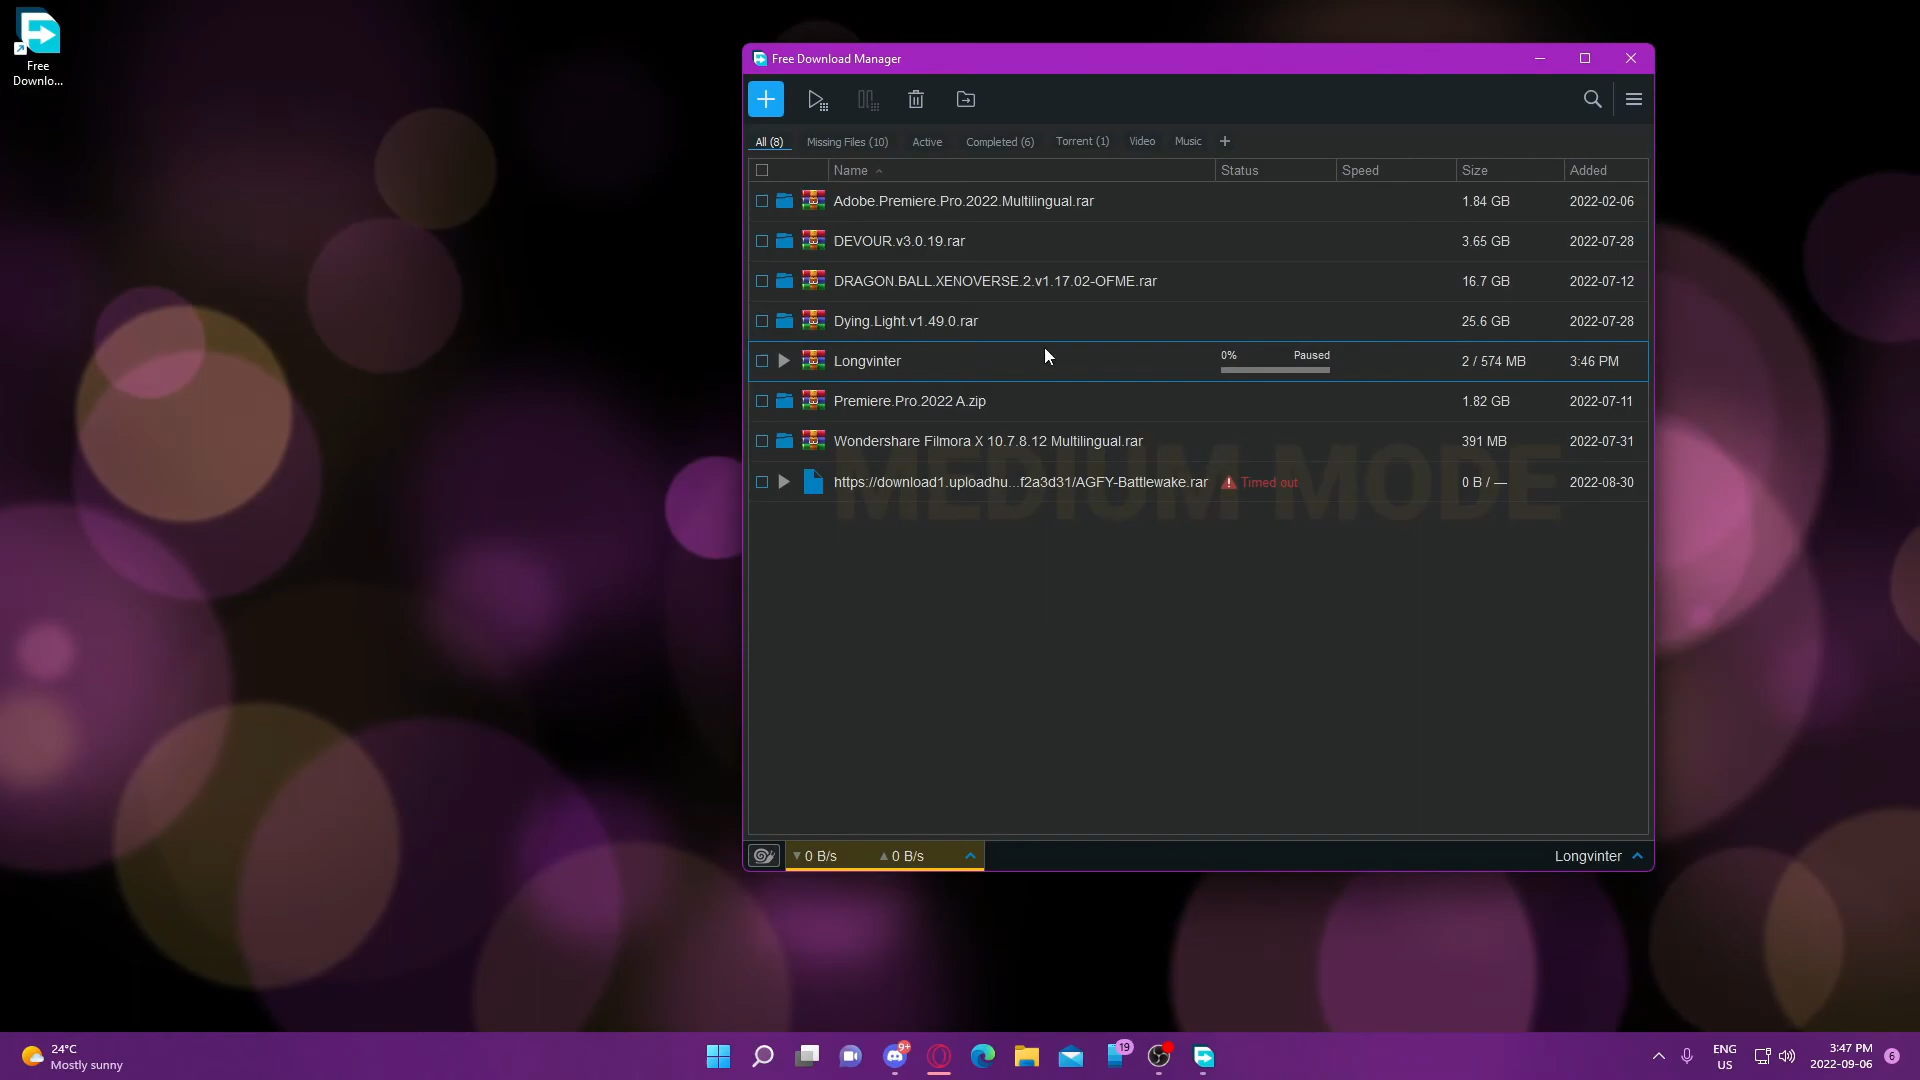 Free
Downlo...
Free Download Manager
All (8) Missing Files (10) Active Completed (6) Torrent (1) Video Music +
Name Status Speed Size Added
Adobe.Premiere.Pro.2022.Multilingual.rar 1.84 GB 2022-02-06
DEVOUR.v3.0.19.rar 3.65 GB 2022-07-28
DRAGON.BALL.XENOVERSE.2.v1.17.02-OFME.rar 16.7 GB 2022-07-12
Dying.Light.v1.49.0.rar 25.6 GB 2022-07-28
Longvinter 0% Paused 2 / 574 MB 3:46 PM
Premiere.Pro.2022 A.zip 1.82 GB 2022-07-11
Wondershare Filmora X 10.7.8.12 Multilingual.rar 391 MB 2022-07-31
https://download1.uploadhu...f2a3d31/AGFY-Battlewake.rar Timed out 0 B / — 2022-08-30
MEDIUM MODE
0 B/s 0 B/s Longvinter
24°C
Mostly sunny
9+
19
ENG
US
3:47 PM
2022-09-06
6